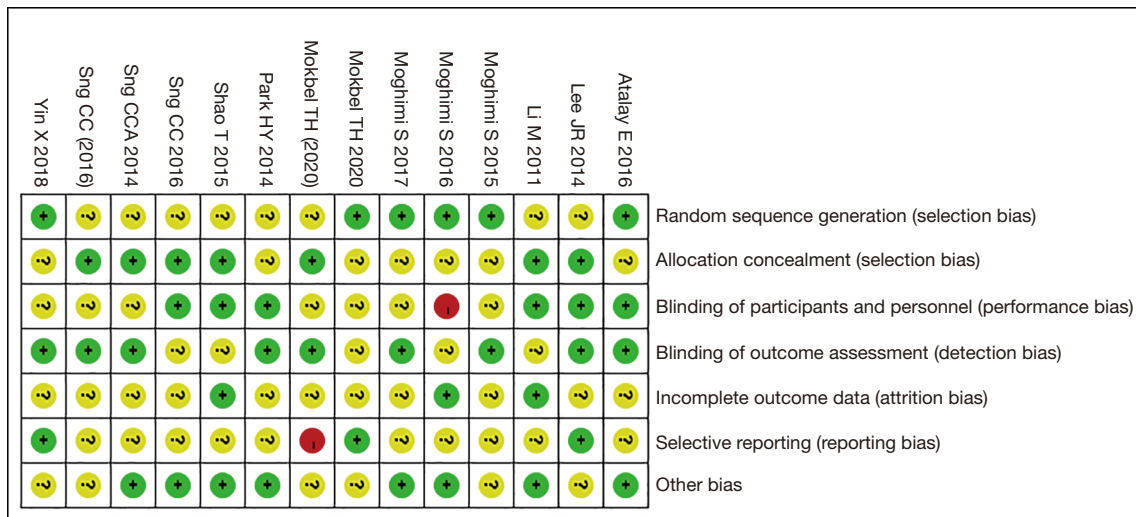 Yin X 2018
Sng CC (2016)
Sng CCA 2014
Sng CC 2016
Shao T 2015
Park HY 2014
Mokbel TH (2020)
Mokbel TH 2020
Moghimi S 2017
Moghimi S 2016
Moghimi S 2015
Li M 2011
Lee JR 2014
Atalay E 2016
+ ? ? ? ? ? ? + + + + ? ? + Random sequence generation (selection bias)
? + + + + ? + ? ? ? ? + + ? Allocation concealment (selection bias)
? ? ? + + + ? ? ? - ? + + + Blinding of participants and personnel (performance bias)
+ + + ? ? + + ? + ? + ? + + Blinding of outcome assessment (detection bias)
? ? ? ? + ? ? ? ? + ? + ? ? Incomplete outcome data (attrition bias)
+ ? ? ? ? ? - + ? ? ? ? + ? Selective reporting (reporting bias)
? ? + + + + ? ? + + ? + ? + Other bias